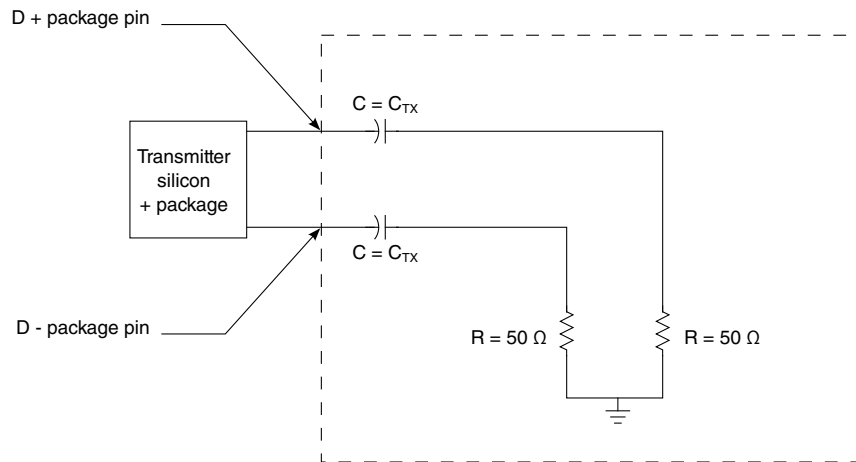 D + package pin
C = CTX
Transmitter
silicon
+ package
C = CTX
D - package pin
R = 50 Ω
R = 50 Ω